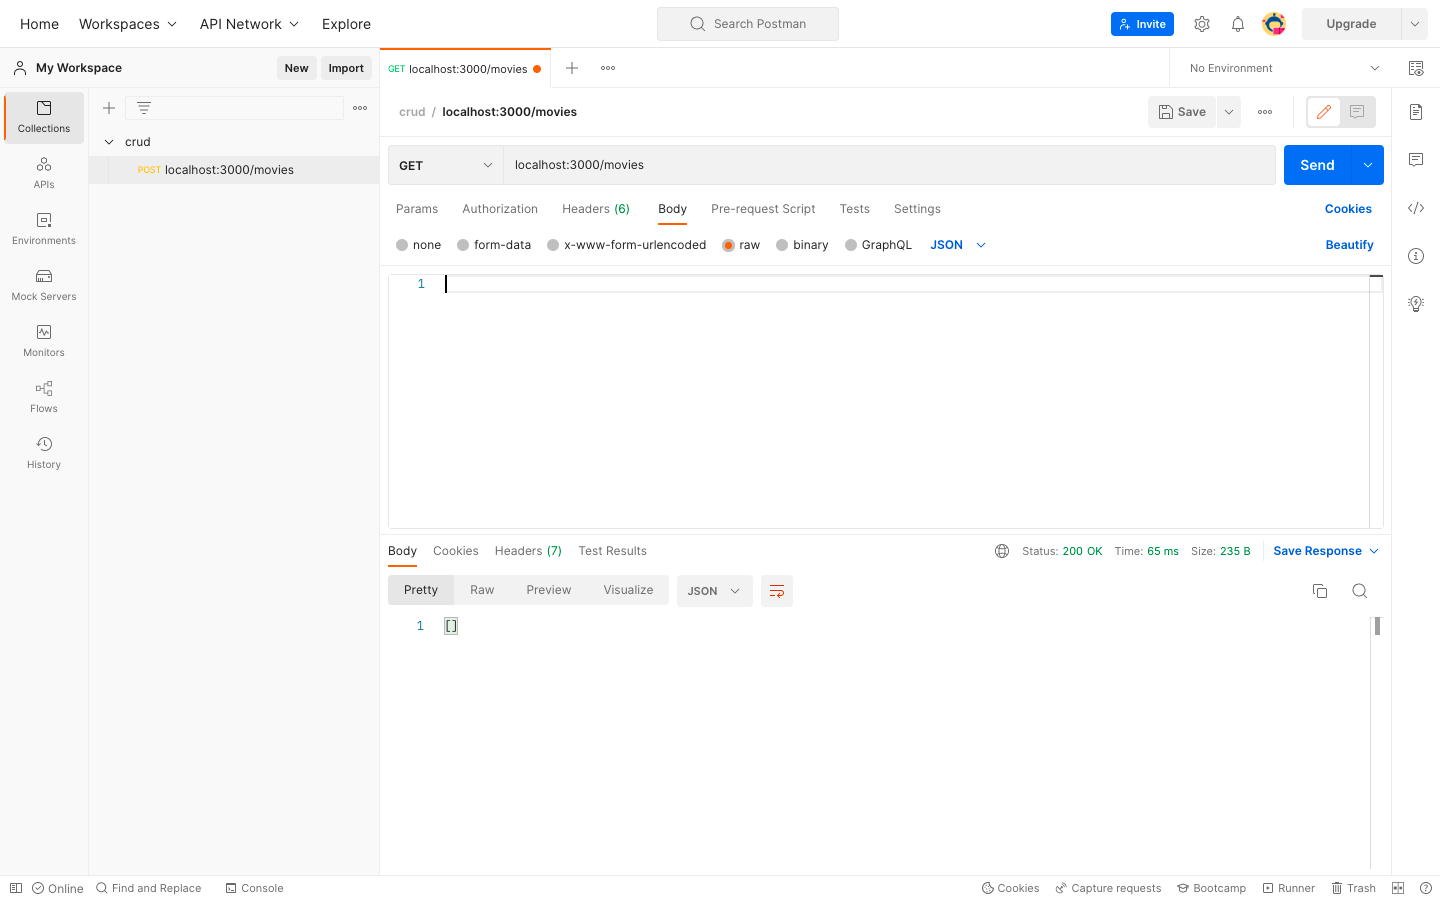 Home Workspaces API Network Explore Search Postman Invite Upgrade
My Workspace New Import GET localhost:3000/movies No Environment
Collections
APIs
Environments
Mock Servers
Monitors
Flows
History
crud
POST localhost:3000/movies
crud / localhost:3000/movies Save
GET localhost:3000/movies Send
Params Authorization Headers (6) Body Pre-request Script Tests Settings Cookies
none form-data x-www-form-urlencoded raw binary GraphQL JSON Beautify
1
Body Cookies Headers (7) Test Results Status: 200 OK Time: 65 ms Size: 235 B Save Response
Pretty Raw Preview Visualize JSON
1 []
Online Find and Replace Console Cookies Capture requests Bootcamp Runner Trash